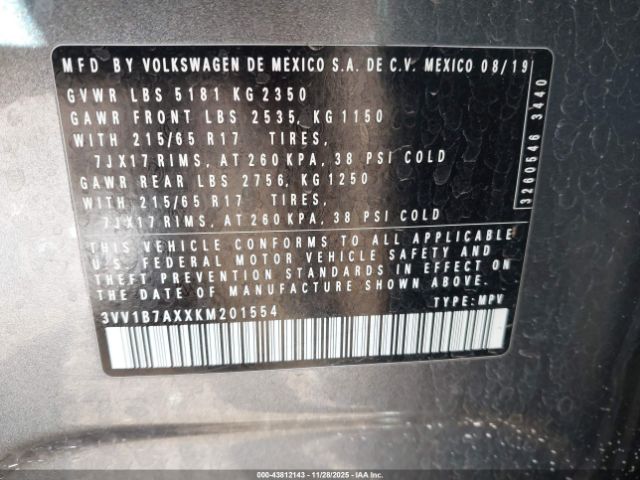 MFD BY VOLKSWAGEN DE MEXICO S.A. DE C.V. MEXICO 08/19
GVWR LBS 5181 KG 2350
GAWR FRONT LBS 2535, KG 1150
WITH 215/65 R17 TIRES,
7JX17 RIMS, AT 260 KPA, 38 PSI COLD
GAWR REAR LBS 2756, KG 1250
WITH 215/65 R17 TIRES,
7JX17 RIMS, AT 260 KPA, 38 PSI COLD
THIS VEHICLE CONFORMS TO ALL APPLICABLE
U.S. FEDERAL MOTOR VEHICLE SAFETY AND
THEFT PREVENTION STANDARDS IN EFFECT ON
THE DATE OF MANUFACTURE SHOWN ABOVE.
3VV1B7AXXKM201554 TYPE: MPV
3260546 3440
000-43812143 | 11/28/2025 - IAAI.CA